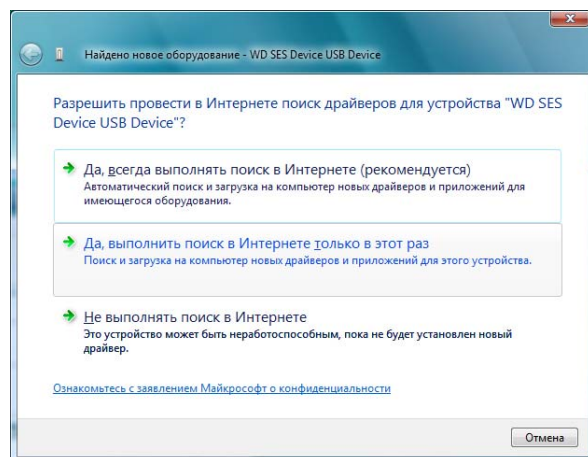 Найдено новое оборудование - WD SES Device USB Device
Разрешить провести в Интернете поиск драйверов для устройства "WD SES
Device USB Device"?
Да, всегда выполнять поиск в Интернете (рекомендуется)
Автоматический поиск и загрузка на компьютер новых драйверов и приложений для
имеющегося оборудования.
Да, выполнить поиск в Интернете только в этот раз
Поиск и загрузка на компьютер новых драйверов и приложений для этого устройства.
Не выполнять поиск в Интернете
Это устройство может быть неработоспособным, пока не будет установлен новый
драйвер.
Ознакомьтесь с заявлением Майкрософт о конфиденциальности
Отмена